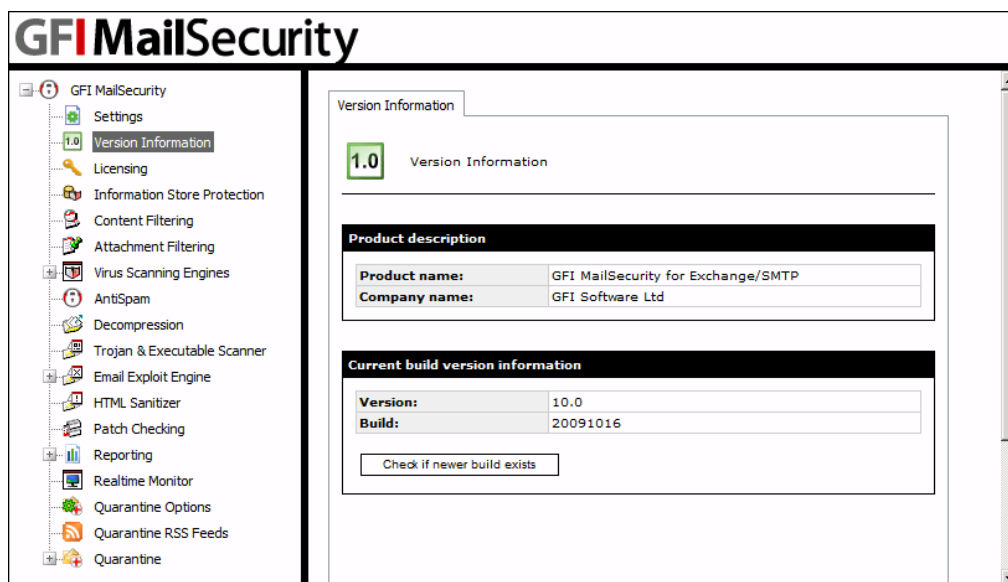 GFI MailSecurity
GFI MailSecurity
Settings
1.0 Version Information
Licensing
Information Store Protection
Content Filtering
Attachment Filtering
Virus Scanning Engines
AntiSpam
Decompression
Trojan & Executable Scanner
Email Exploit Engine
HTML Sanitizer
Patch Checking
Reporting
Realtime Monitor
Quarantine Options
Quarantine RSS Feeds
Quarantine
Version Information
1.0 Version Information
Product description
Product name: GFI MailSecurity for Exchange/SMTP
Company name: GFI Software Ltd
Current build version information
Version: 10.0
Build: 20091016
Check if newer build exists